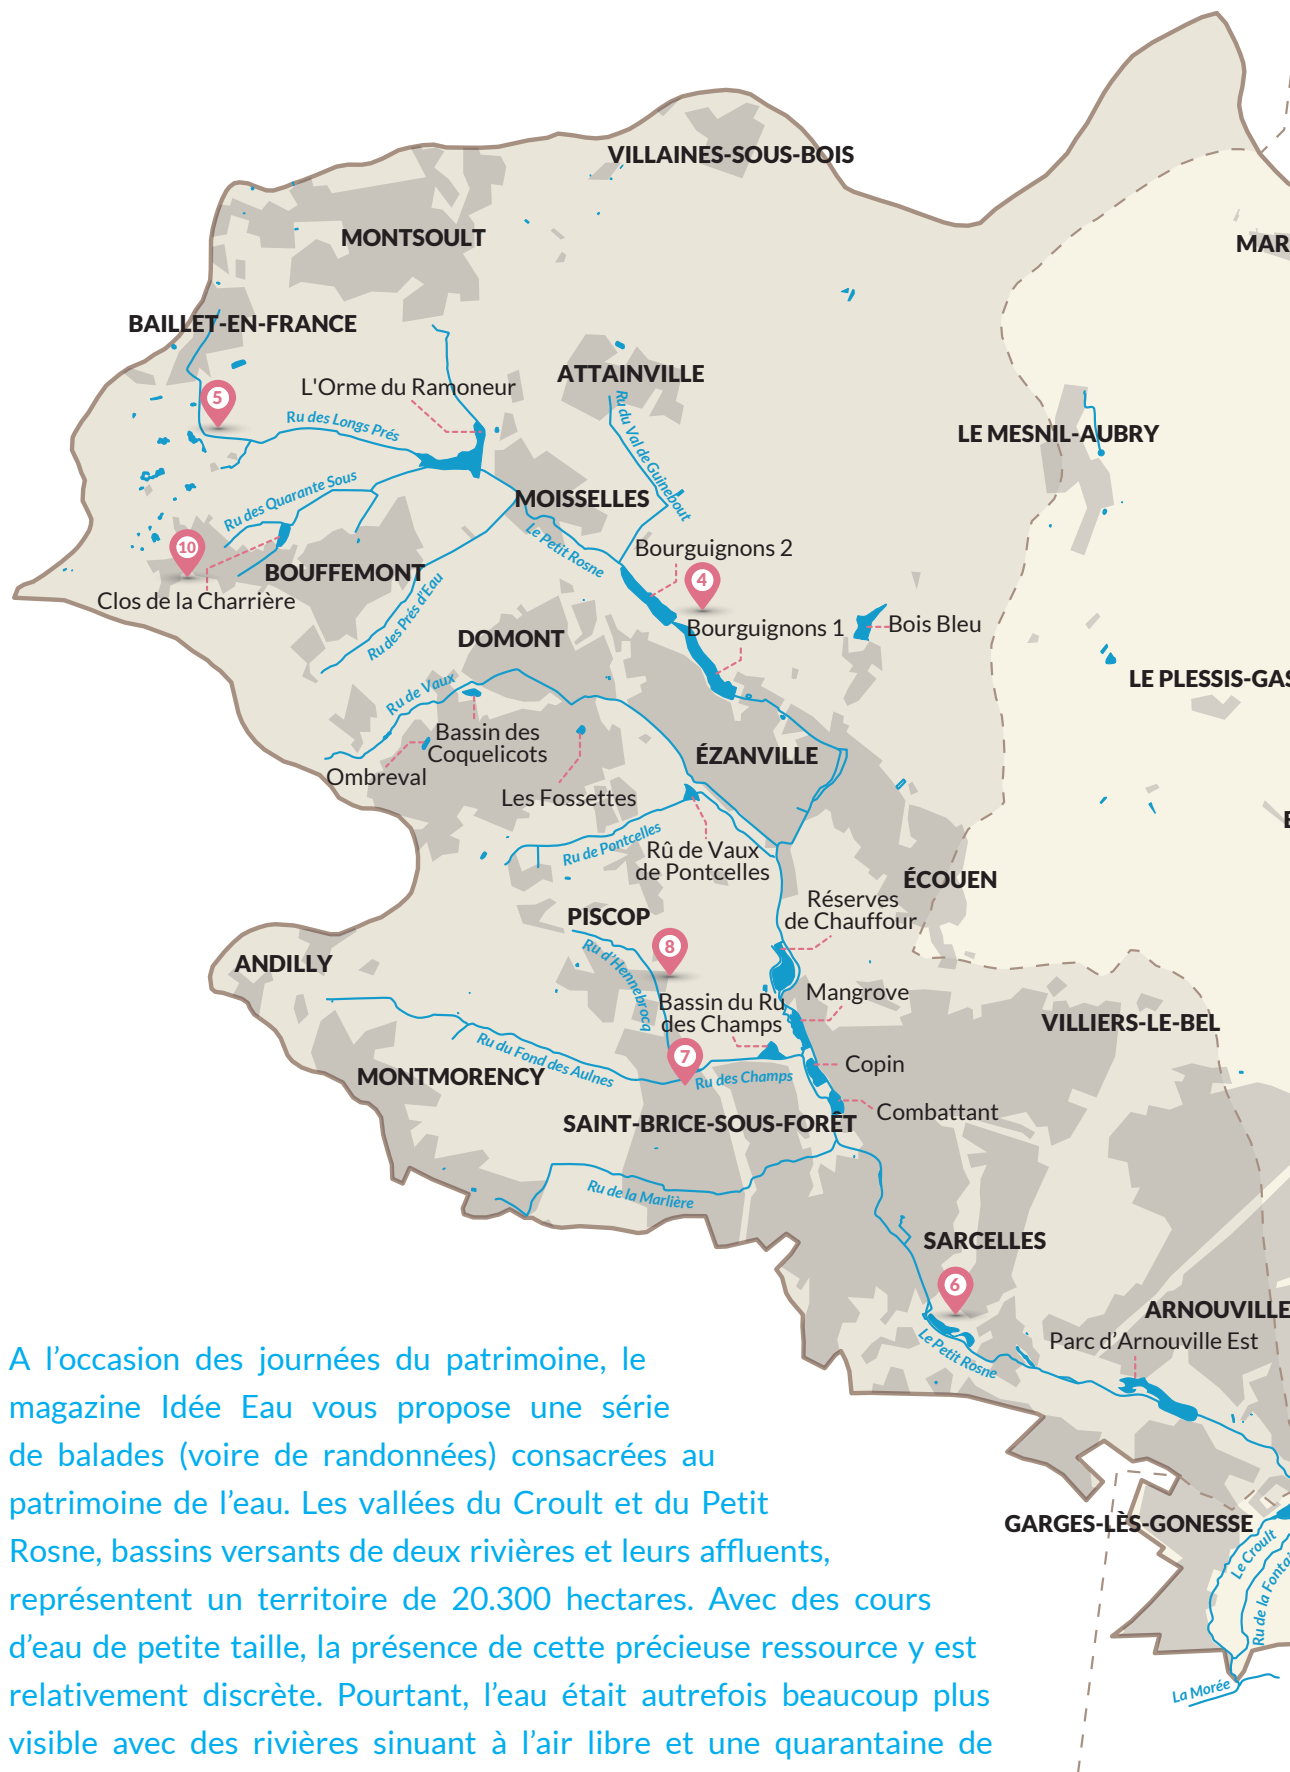 VILLAINES-SOUS-BOIS
MONTSOULT
MAR
BAILLET-EN-FRANCE
ATTAINVILLE
L'Orme du Ramoneur
5
Ru des Longs Prés
Ru du Val de Guinebout
LE MESNIL-AUBRY
Ru des Quarante Sous
MOISSELLES
Le Petit Rosne
10
Bourguignons 2
BOUFFEMONT
4
Clos de la Charrière
Ru des Prés d'Eau
Bourguignons 1
Bois Bleu
DOMONT
LE PLESSIS-GAS
Ru de Vaux
Bassin des
Coquelicots
ÉZANVILLE
Ombreval
Les Fossettes
Ru de Pontcelles
Rû de Vaux
de Pontcelles
ÉCOUEN
Réserves
de Chauffour
PISCOP
8
Ru d'Hennebrocq
ANDILLY
Mangrove
Bassin du Ru
des Champs
VILLIERS-LE-BEL
Ru du Fond des Aulnes
7
Copin
MONTMORENCY
Ru des Champs
Combattant
SAINT-BRICE-SOUS-FORÊT
Ru de la Marlière
SARCELLES
6
ARNOUVILLE
Le Petit Rosne
Parc d'Arnouville Est
GARGES-LÈS-GONESSE
Le Croult
Ru de la Fontai
La Morée
A l'occasion des journées du patrimoine, le
magazine Idée Eau vous propose une série
de balades (voire de randonnées) consacrées au
patrimoine de l'eau. Les vallées du Croult et du Petit
Rosne, bassins versants de deux rivières et leurs affluents,
représentent un territoire de 20.300 hectares. Avec des cours
d'eau de petite taille, la présence de cette précieuse ressource y est
relativement discrète. Pourtant, l'eau était autrefois beaucoup plus
visible avec des rivières sinuant à l'air libre et une quarantaine de